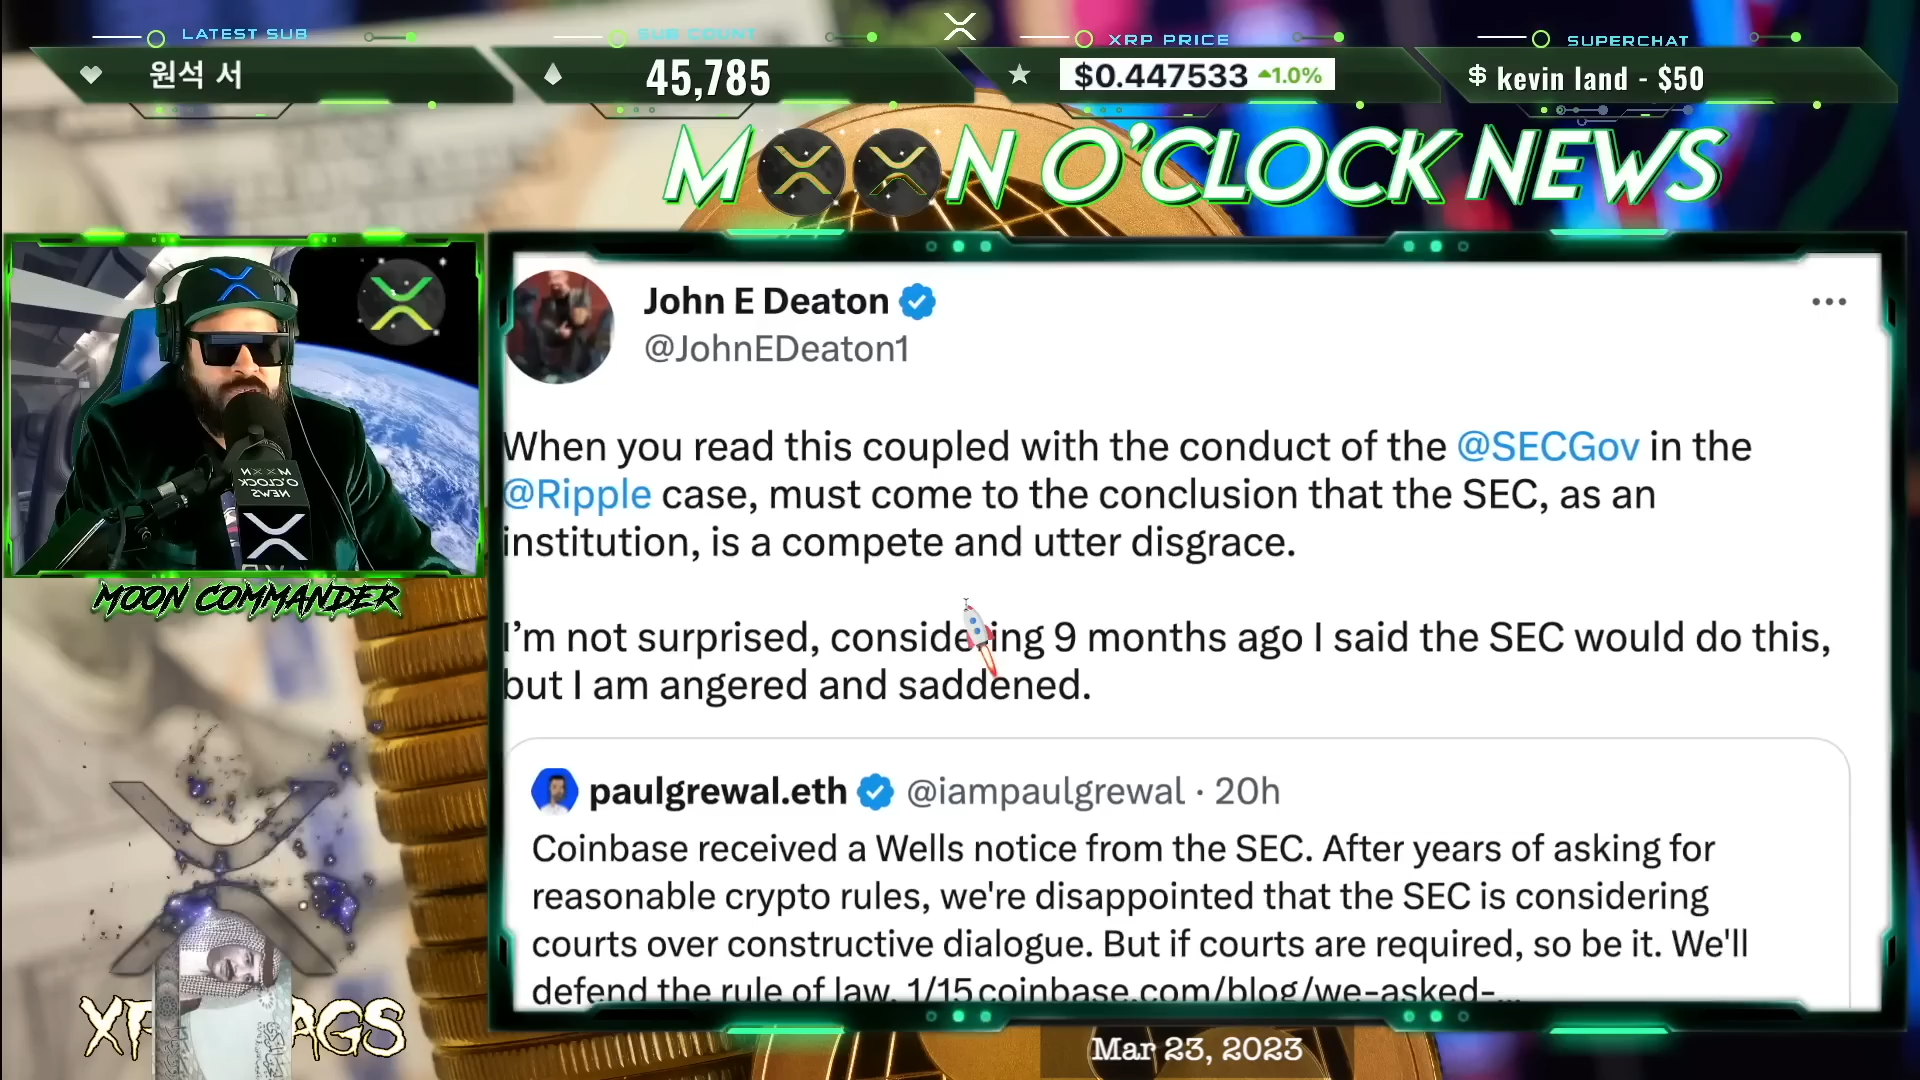 LATEST SUB
원석 서
SUB COUNT
45,785
XRP PRICE
$0.447533 1.0%
SUPERCHAT
$ kevin land - $50
MOON O'CLOCK NEWS
John E Deaton
@JohnEDeaton1
When you read this coupled with the conduct of the @SECGov in the
@Ripple case, must come to the conclusion that the SEC, as an
institution, is a compete and utter disgrace.
I'm not surprised, considering 9 months ago I said the SEC would do this,
but I am angered and saddened.
paulgrewal.eth @iampaulgrewal · 20h
Coinbase received a Wells notice from the SEC. After years of asking for
reasonable crypto rules, we're disappointed that the SEC is considering
courts over constructive dialogue. But if courts are required, so be it. We'll
defend the rule of law. 1/15 coinbase.com/blog/we-asked-...
MOON
O'CLOCK
NEWS
MOON COMMANDER
Mar 23, 2023